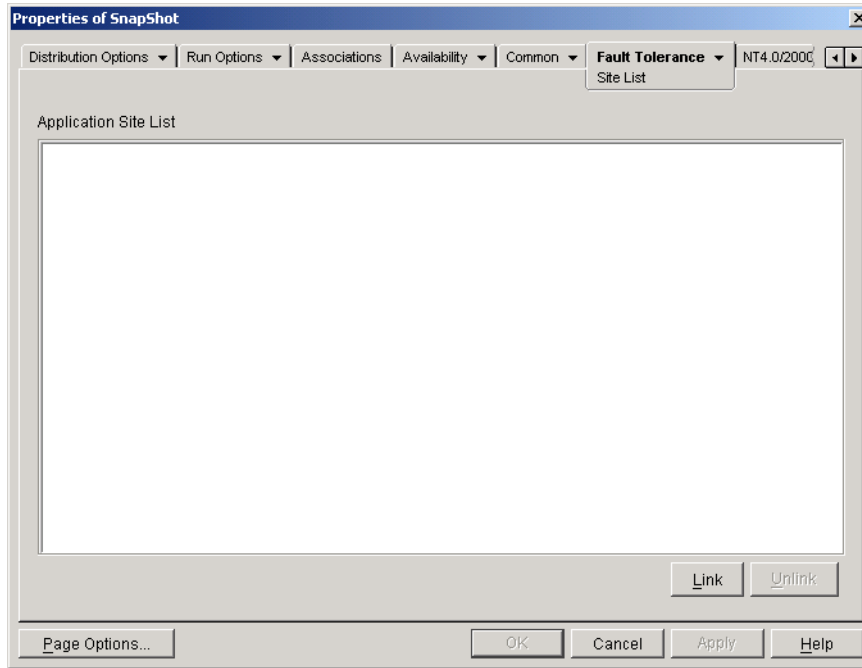 Properties of SnapShot
Distribution Options Run Options Associations Availability Common Fault Tolerance NT4.0/2000
Site List
Application Site List
Link Unlink
Page Options... OK Cancel Apply Help